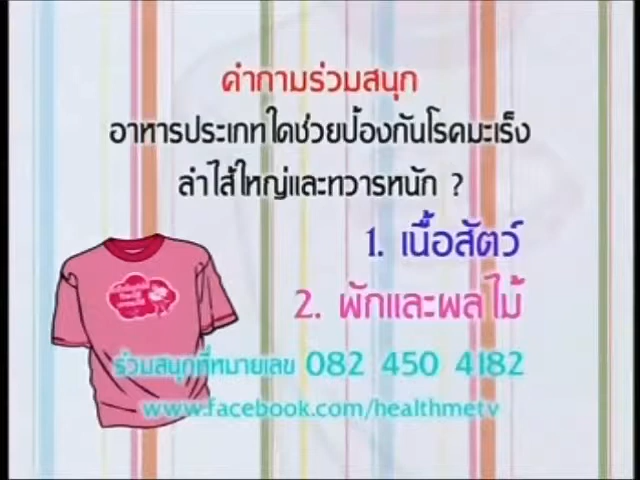 คำถามร่วมสนุก
อาหารประเภทใดช่วยป้องกันโรคมะเร็ง
ลำไส้ใหญ่และทวารหนัก ?
1. เนื้อสัตว์
2. พักและผลไม้
ร่วมสนุกที่หมายเลข 082 450 4182
www.facebook.com/healthmetv